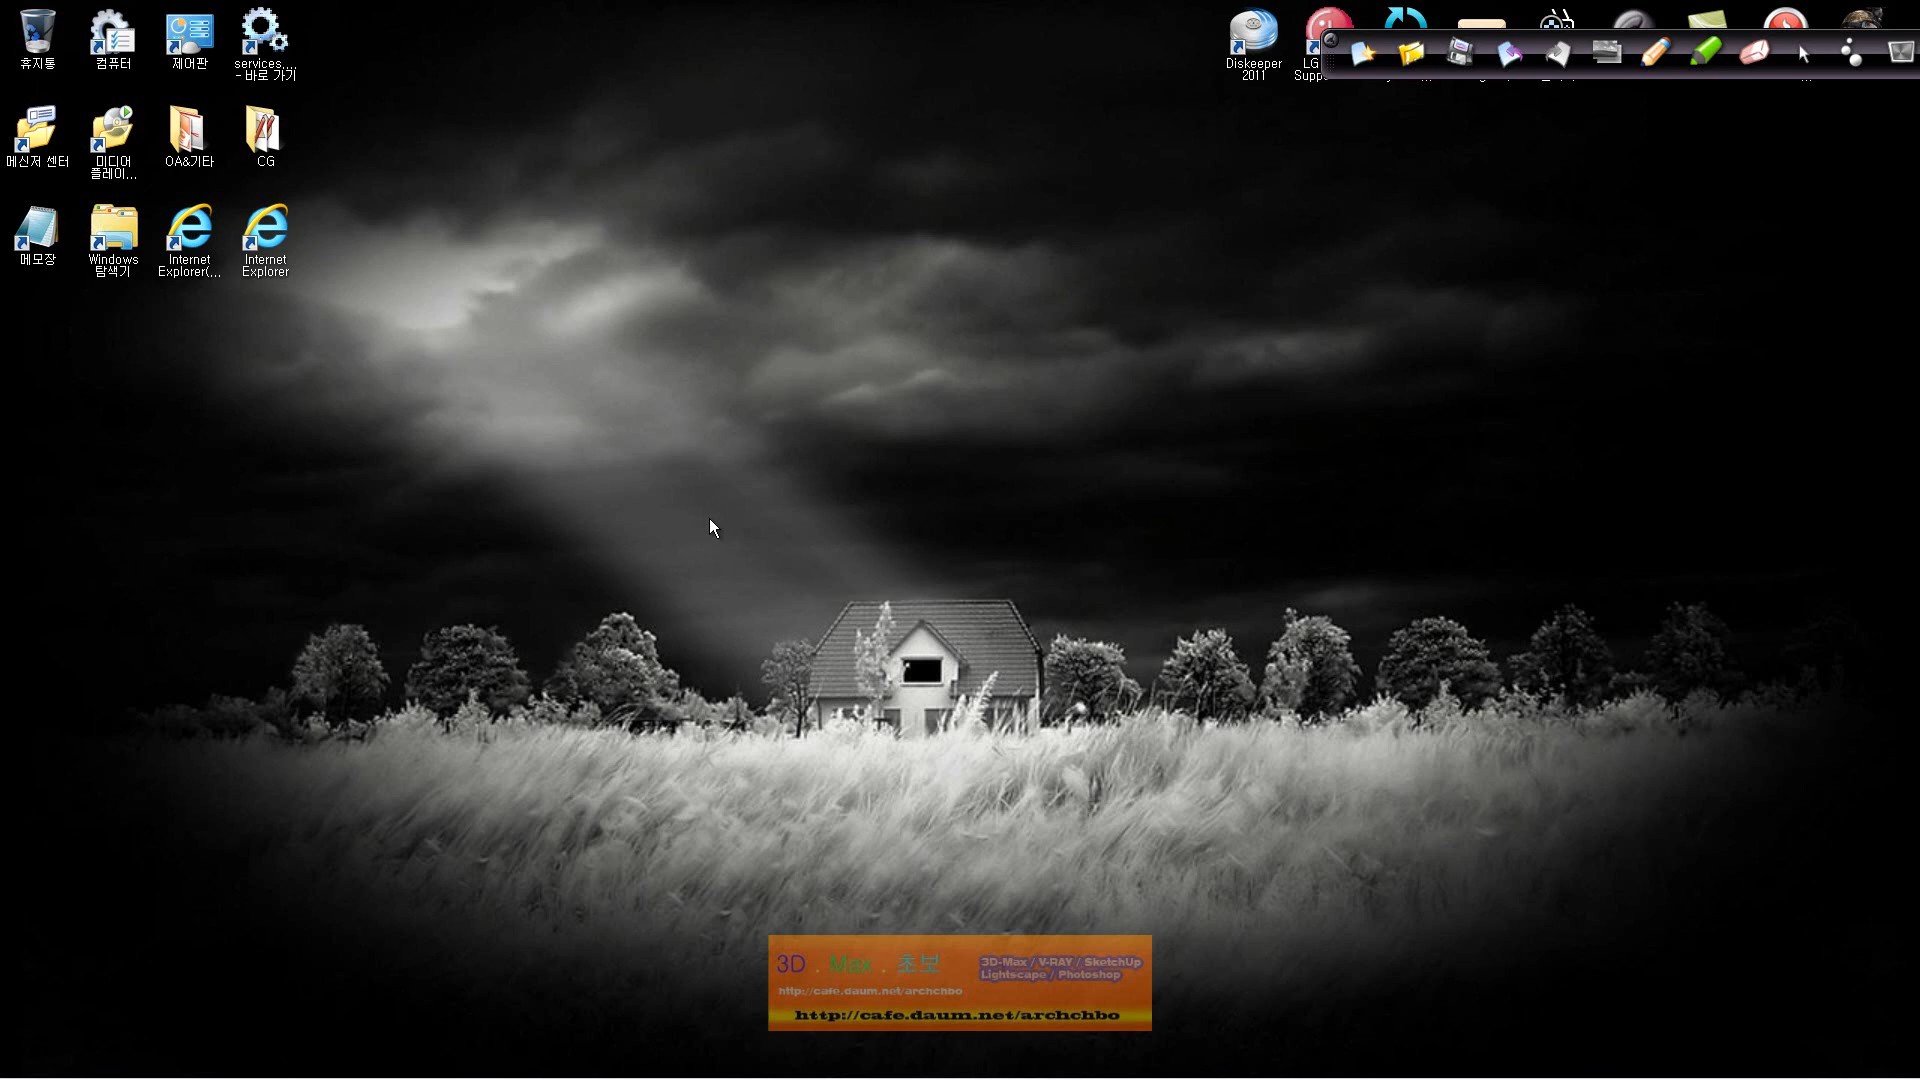 휴지통
컴퓨터
제어판
services,...
- 바로 가기
Diskeeper
2011
LG
메신저 센터
미디어
플레이...
OA&기타
CG
메모장
Windows
탐색기
Internet
Explorer(...
Internet
Explorer
3D . Max . 초보
3D-Max / V-RAY / SketchUp
Lightscape / Photoshop
http://cafe.daum.net/archchbo
http://cafe.daum.net/archchbo